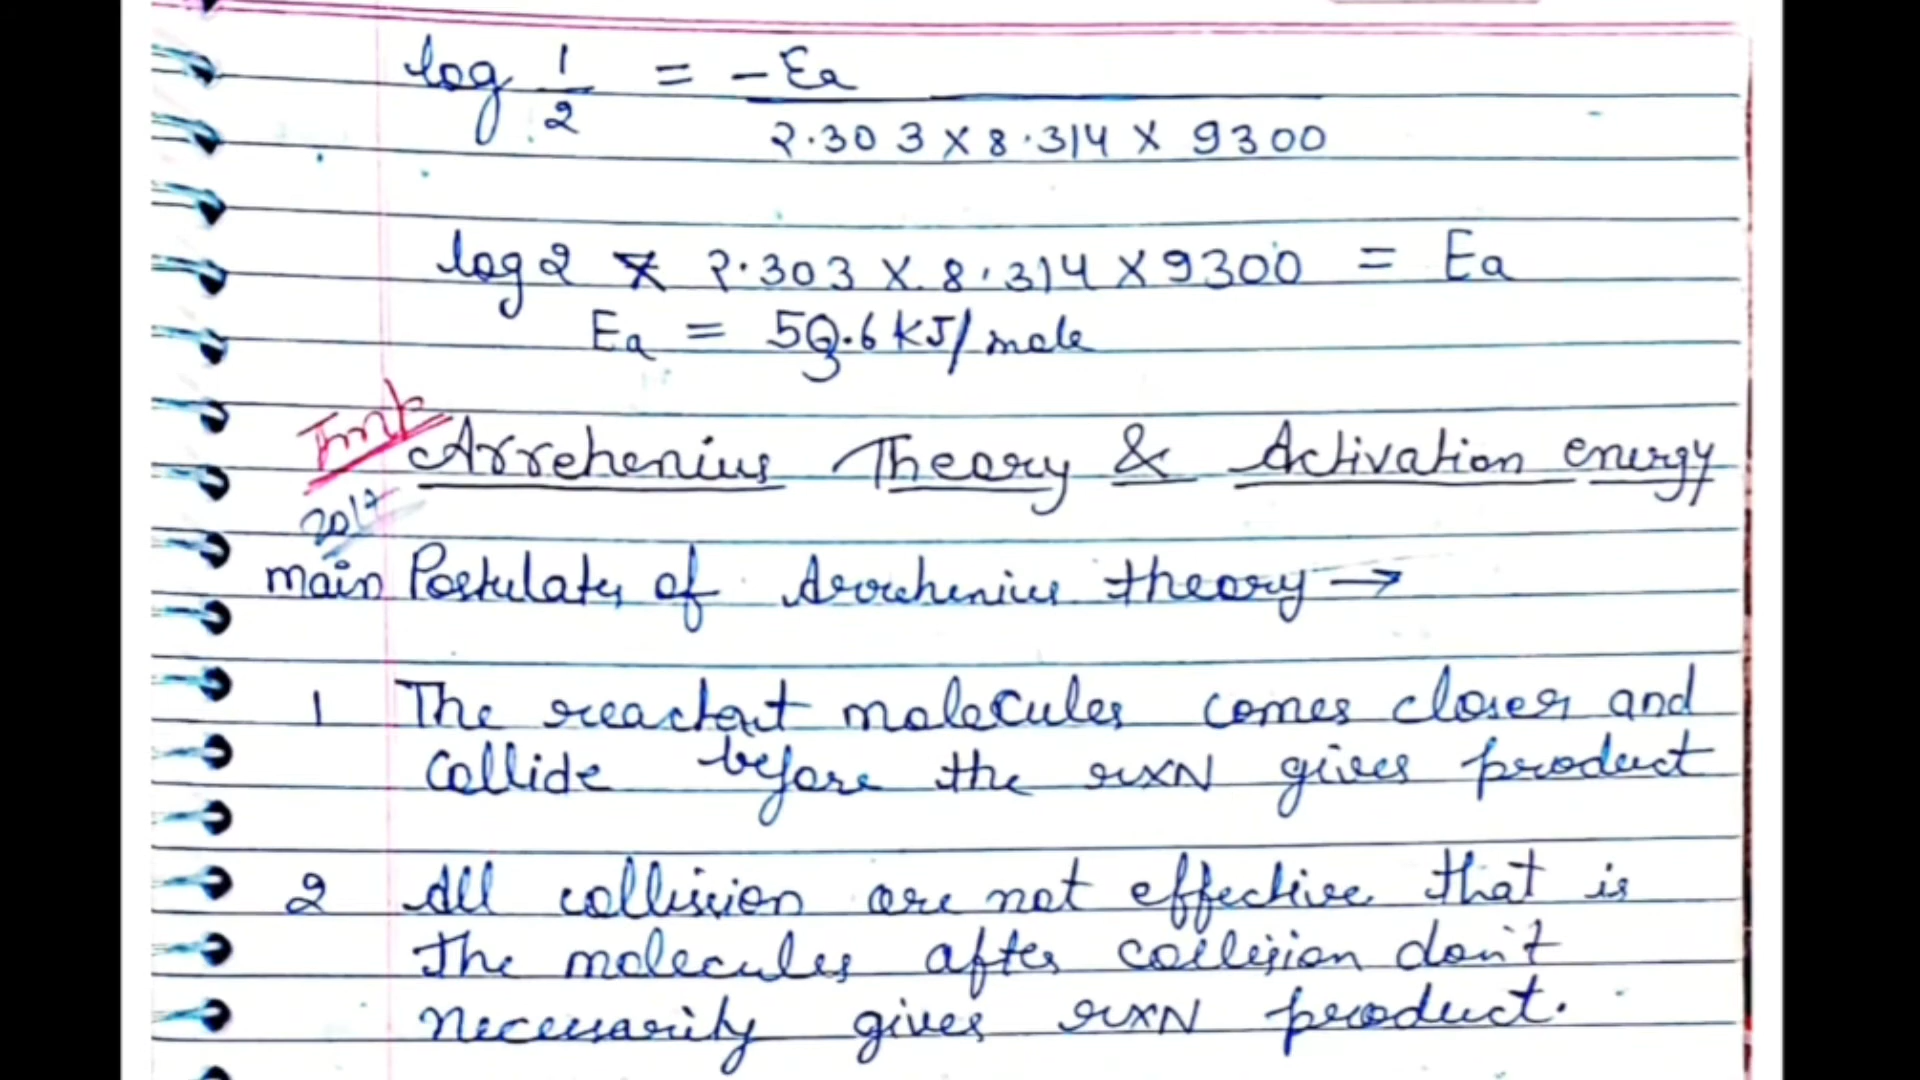 log 1/2 = -Ea / 2.303 X 8.314 X 9300
log 2 X 2.303 X 8.314 X 9300 = Ea
Ea = 53.6 kJ/mole
Imp Arrehenius Theory & Activation energy
2017
main Postulates of Arrehenius theory →
1 The reactant molecules comes closer and
collide before the rxN gives product
2 All collision are not effective that is
the molecules after collision don't
necessarily gives rxN product.